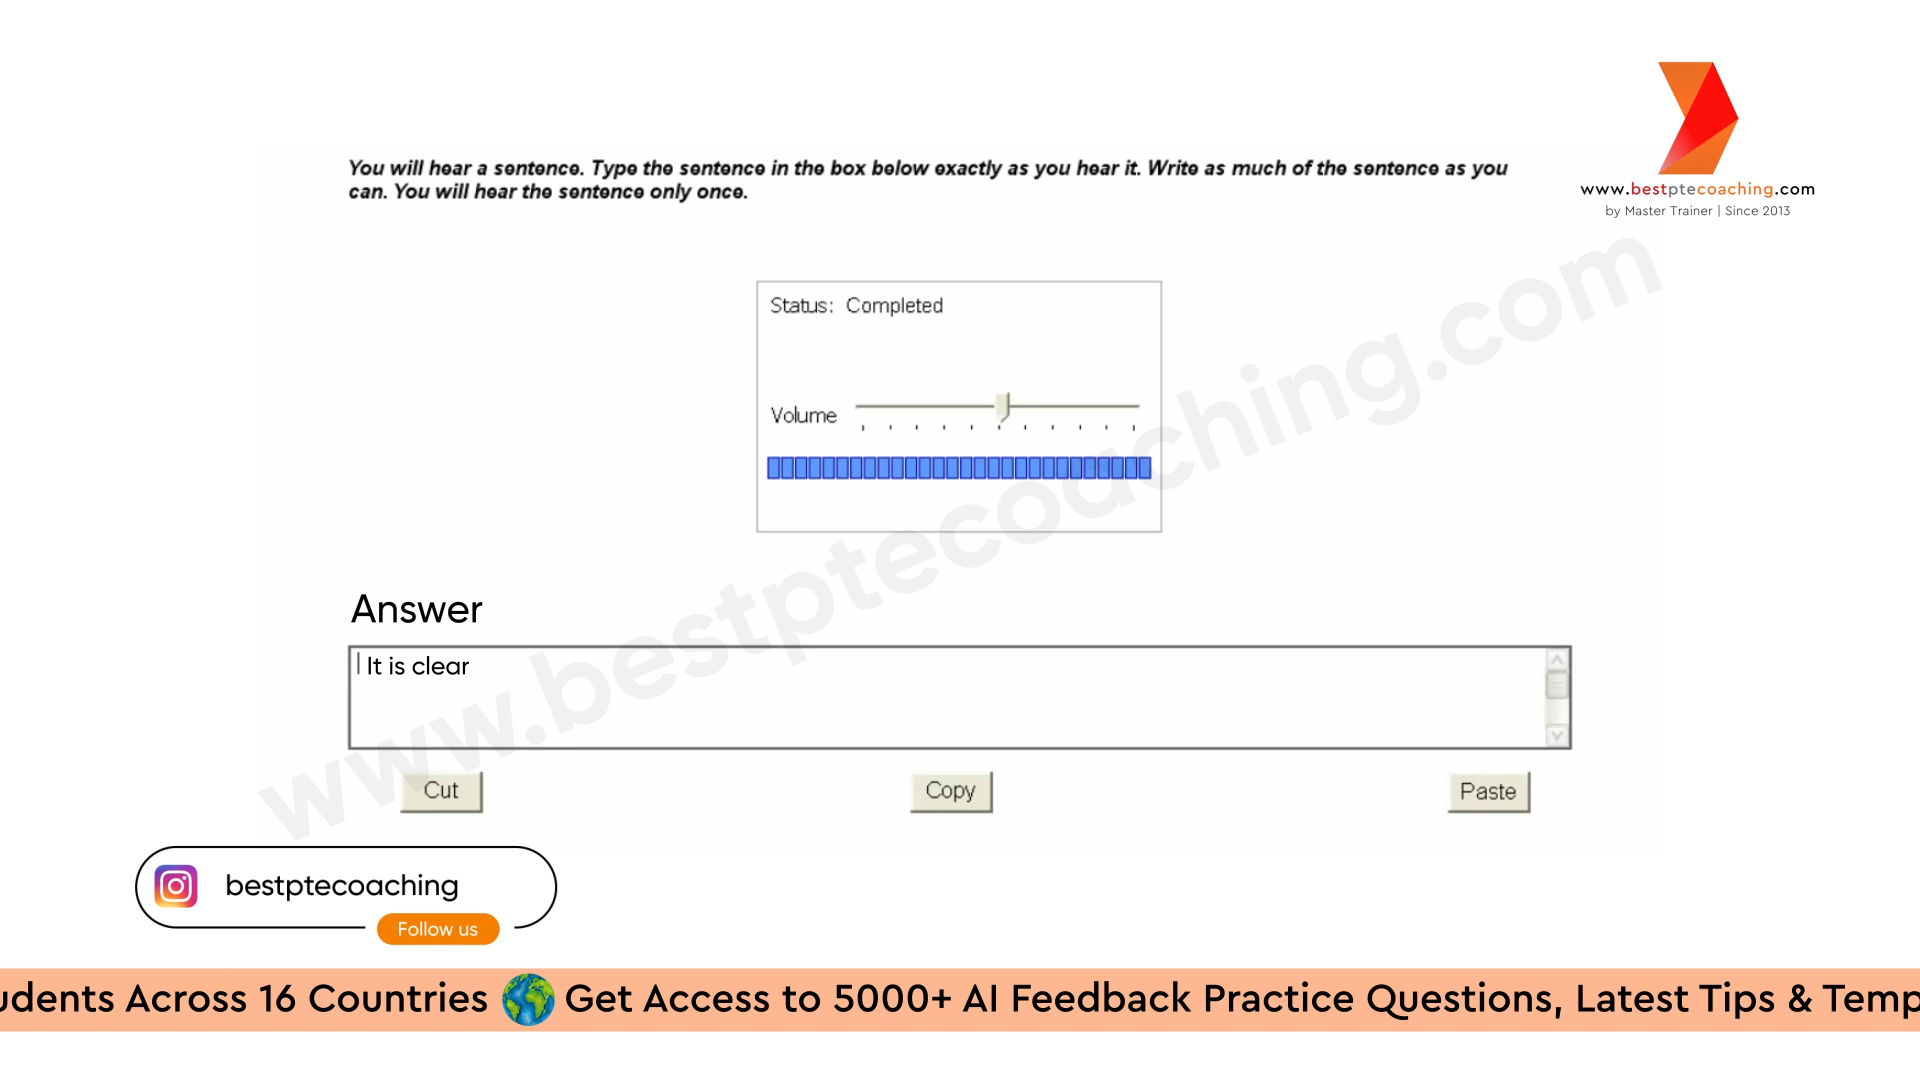 You will hear a sentence. Type the sentence in the box below exactly as you hear it. Write as much of the sentence as you
can. You will hear the sentence only once.
www.bestptecoaching.com
by Master Trainer | Since 2013
Status: Completed
Volume
www.bestptecoaching.com
Answer
It is clear
Cut
Copy
Paste
bestptecoaching
Follow us
udents Across 16 Countries Get Access to 5000+ AI Feedback Practice Questions, Latest Tips & Temp